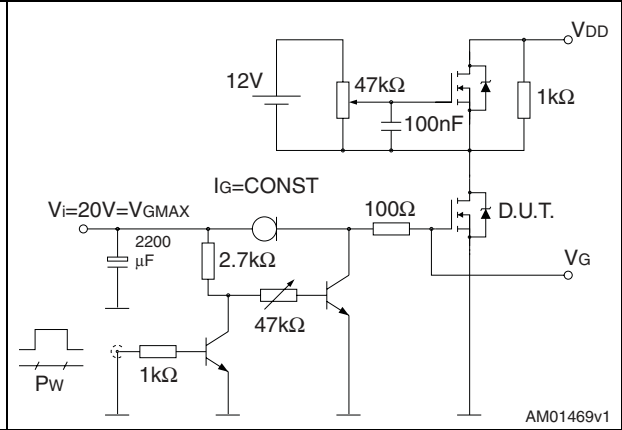 VDD
12V
47kΩ
1kΩ
100nF
IG=CONST
Vi=20V=VGMAX
100Ω
D.U.T.
2200
μF
2.7kΩ
VG
47kΩ
1kΩ
PW
AM01469v1